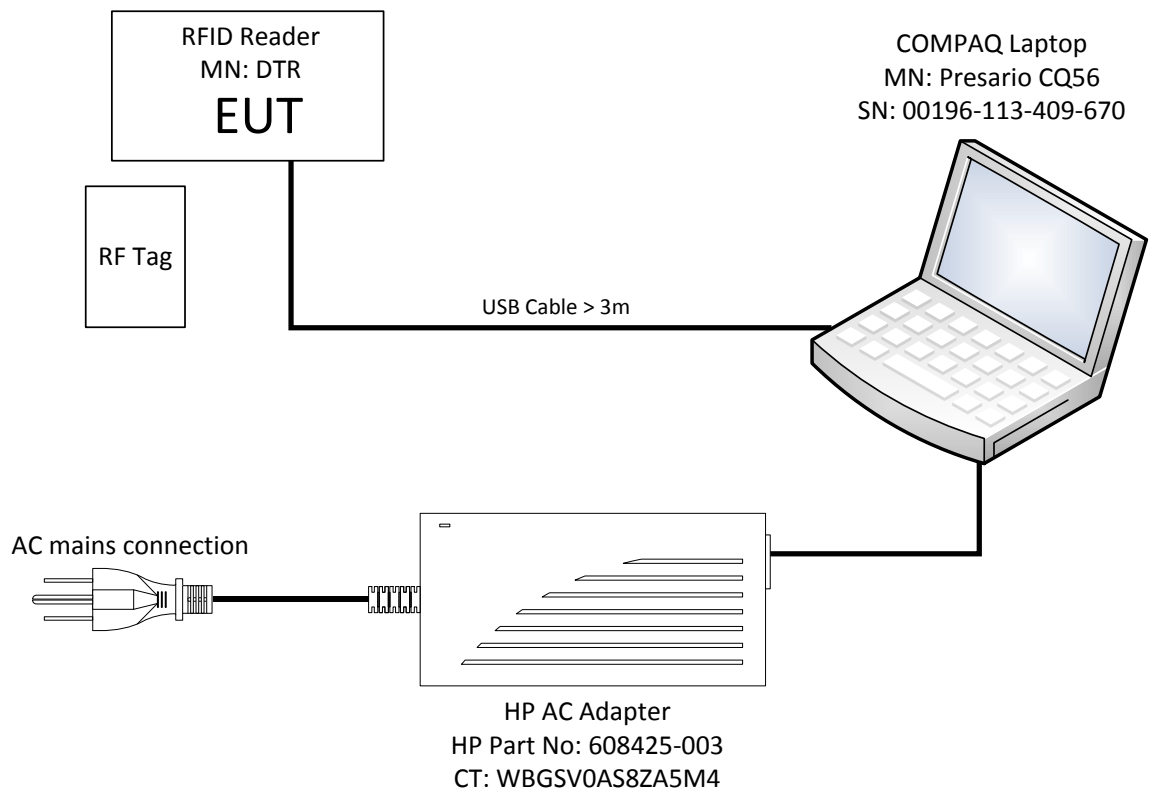 RFID Reader
MN: DTR
EUT
COMPAQ Laptop
MN: Presario CQ56
SN: 00196-113-409-670
RF Tag
USB Cable > 3m
AC mains connection
HP AC Adapter
HP Part No: 608425-003
CT: WBGSV0AS8ZA5M4